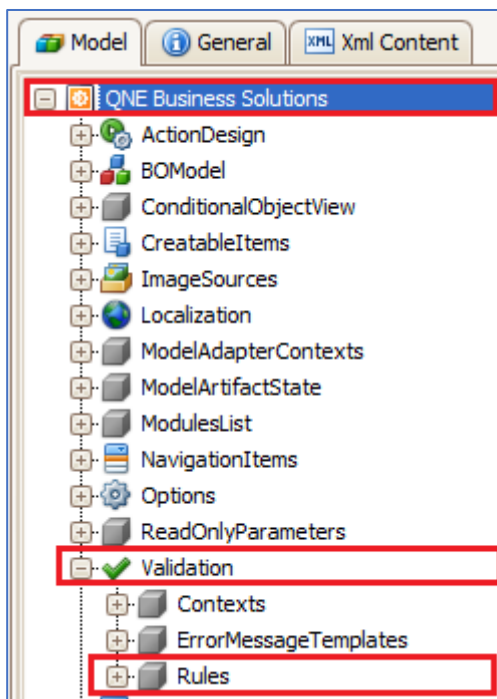 Model General XML Xml Content
QNE Business Solutions
ActionDesign
BOModel
ConditionalObjectView
CreatableItems
ImageSources
Localization
ModelAdapterContexts
ModelArtifactState
ModulesList
NavigationItems
Options
ReadOnlyParameters
Validation
Contexts
ErrorMessageTemplates
Rules